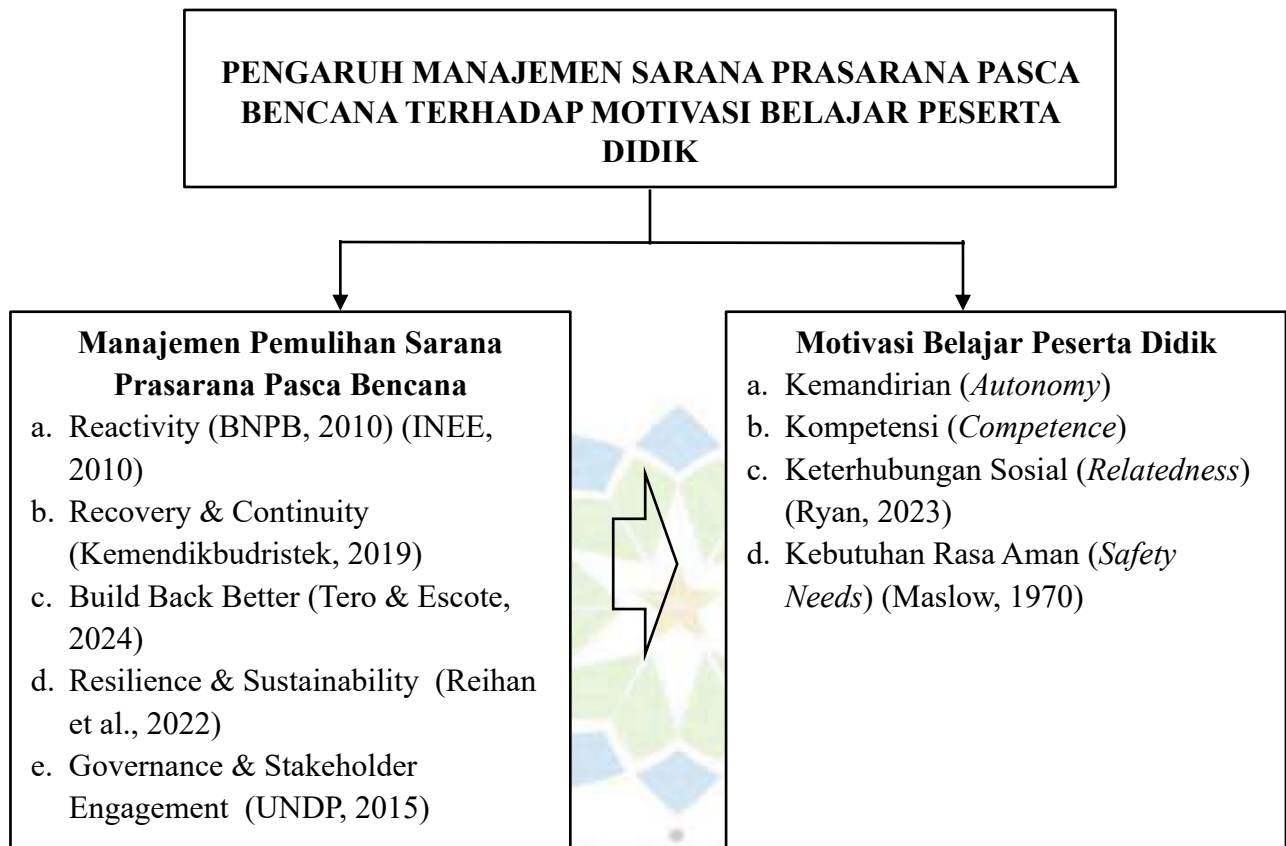 PENGARUH MANAJEMEN SARANA PRASARANA PASCA
BENCANA TERHADAP MOTIVASI BELAJAR PESERTA
DIDIK
Manajemen Pemulihan Sarana
Prasarana Pasca Bencana
a. Reactivity (BNPB, 2010) (INEE,
2010)
b. Recovery & Continuity
(Kemendikbudristek, 2019)
c. Build Back Better (Tero & Escote,
2024)
d. Resilience & Sustainability (Reihan
et al., 2022)
e. Governance & Stakeholder
Engagement (UNDP, 2015)
Motivasi Belajar Peserta Didik
a. Kemandirian (Autonomy)
b. Kompetensi (Competence)
c. Keterhubungan Sosial (Relatedness)
(Ryan, 2023)
d. Kebutuhan Rasa Aman (Safety
Needs) (Maslow, 1970)